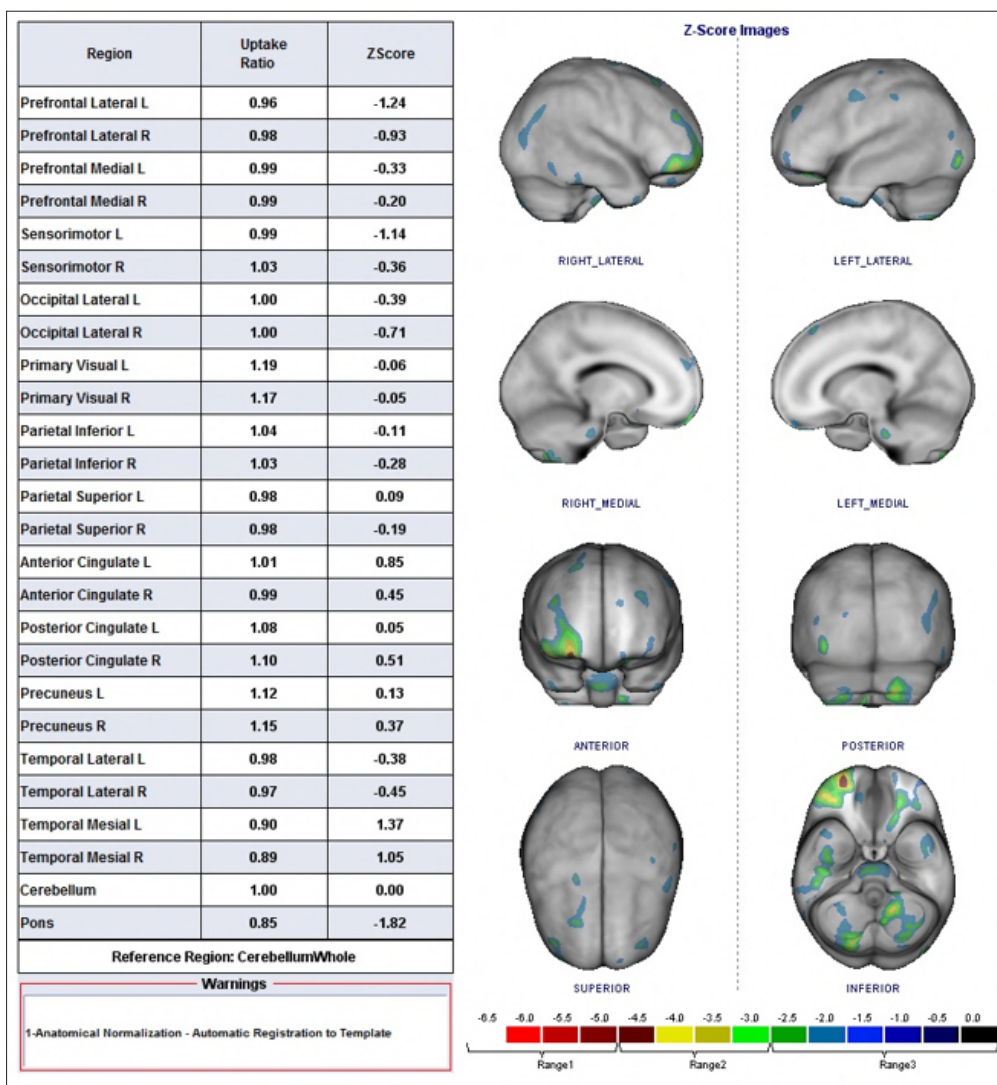 Region Uptake Ratio ZScore
Prefrontal Lateral L 0.96 -1.24
Prefrontal Lateral R 0.98 -0.93
Prefrontal Medial L 0.99 -0.33
Prefrontal Medial R 0.99 -0.20
Sensorimotor L 0.99 -1.14
Sensorimotor R 1.03 -0.36
Occipital Lateral L 1.00 -0.39
Occipital Lateral R 1.00 -0.71
Primary Visual L 1.19 -0.06
Primary Visual R 1.17 -0.05
Parietal Inferior L 1.04 -0.11
Parietal Inferior R 1.03 -0.28
Parietal Superior L 0.98 0.09
Parietal Superior R 0.98 -0.19
Anterior Cingulate L 1.01 0.85
Anterior Cingulate R 0.99 0.45
Posterior Cingulate L 1.08 0.05
Posterior Cingulate R 1.10 0.51
Precuneus L 1.12 0.13
Precuneus R 1.15 0.37
Temporal Lateral L 0.98 -0.38
Temporal Lateral R 0.97 -0.45
Temporal Mesial L 0.90 1.37
Temporal Mesial R 0.89 1.05
Cerebellum 1.00 0.00
Pons 0.85 -1.82
Reference Region: CerebellumWhole
Warnings
1-Anatomical Normalization - Automatic Registration to Template
Z-Score Images
RIGHT_LATERAL LEFT_LATERAL
RIGHT_MEDIAL LEFT_MEDIAL
ANTERIOR POSTERIOR
SUPERIOR INFERIOR
-6.5 -6.0 -5.5 -5.0 -4.5 -4.0 -3.5 -3.0 -2.5 -2.0 -1.5 -1.0 -0.5 0.0
Range1 Range2 Range3